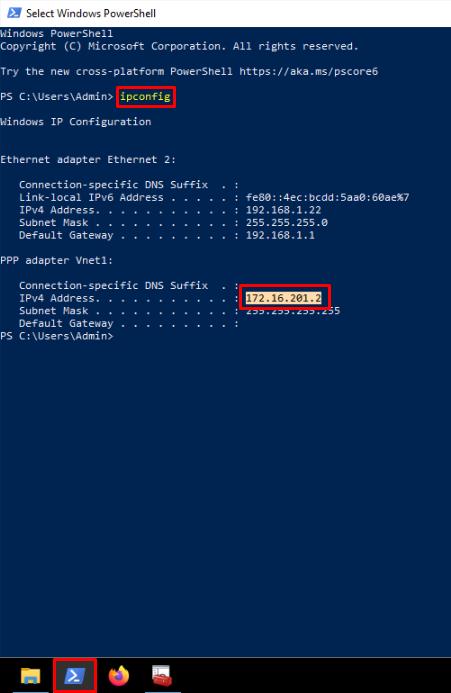 Select Windows PowerShell
Windows PowerShell
Copyright (C) Microsoft Corporation. All rights reserved.
Try the new cross-platform PowerShell https://aka.ms/pscore6
PS C:\Users\Admin> ipconfig
Windows IP Configuration
Ethernet adapter Ethernet 2:
Connection-specific DNS Suffix . :
Link-local IPv6 Address . . . . . : fe80::4ec:bcdd:5aa0:60ae%7
IPv4 Address. . . . . . . . . . . : 192.168.1.22
Subnet Mask . . . . . . . . . . . : 255.255.255.0
Default Gateway . . . . . . . . . : 192.168.1.1
PPP adapter Vnet1:
Connection-specific DNS Suffix . :
IPv4 Address. . . . . . . . . . . : 172.16.201.2
Subnet Mask . . . . . . . . . . . : 255.255.255.255
Default Gateway . . . . . . . . . :
PS C:\Users\Admin>